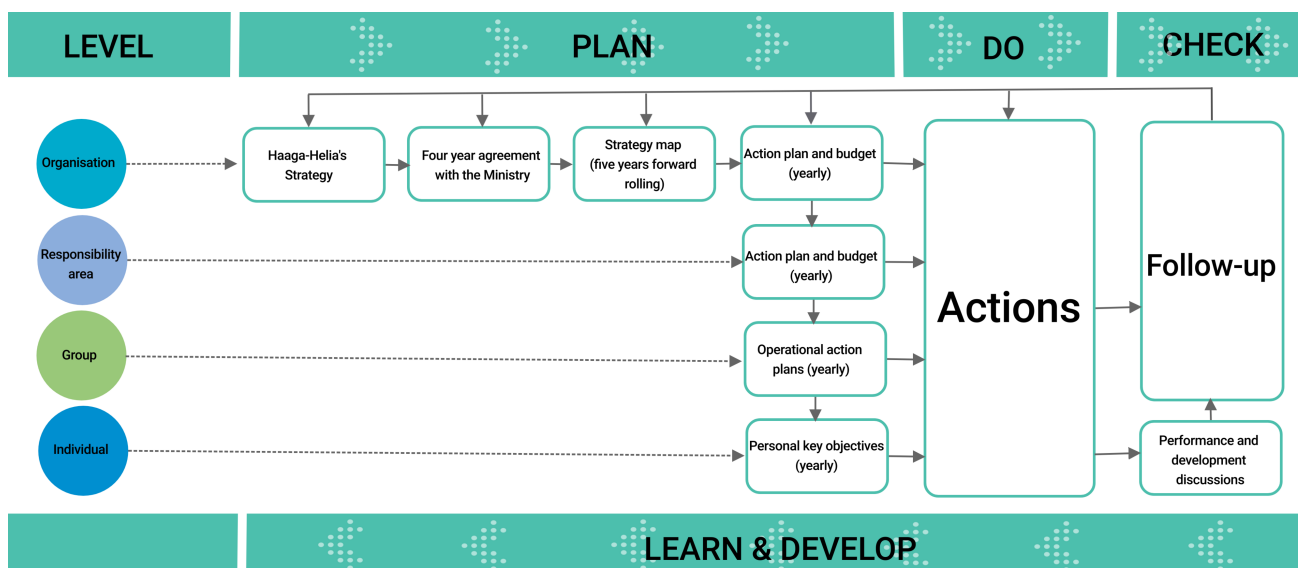 LEVEL
PLAN
DO
CHECK
Organisation
Haaga-Helia's
Strategy
Four year agreement
with the Ministry
Strategy map
(five years forward
rolling)
Action plan and budget
(yearly)
Responsibility
area
Action plan and budget
(yearly)
Group
Operational action
plans (yearly)
Individual
Personal key objectives
(yearly)
Actions
Follow-up
Performance and
development
discussions
LEARN & DEVELOP